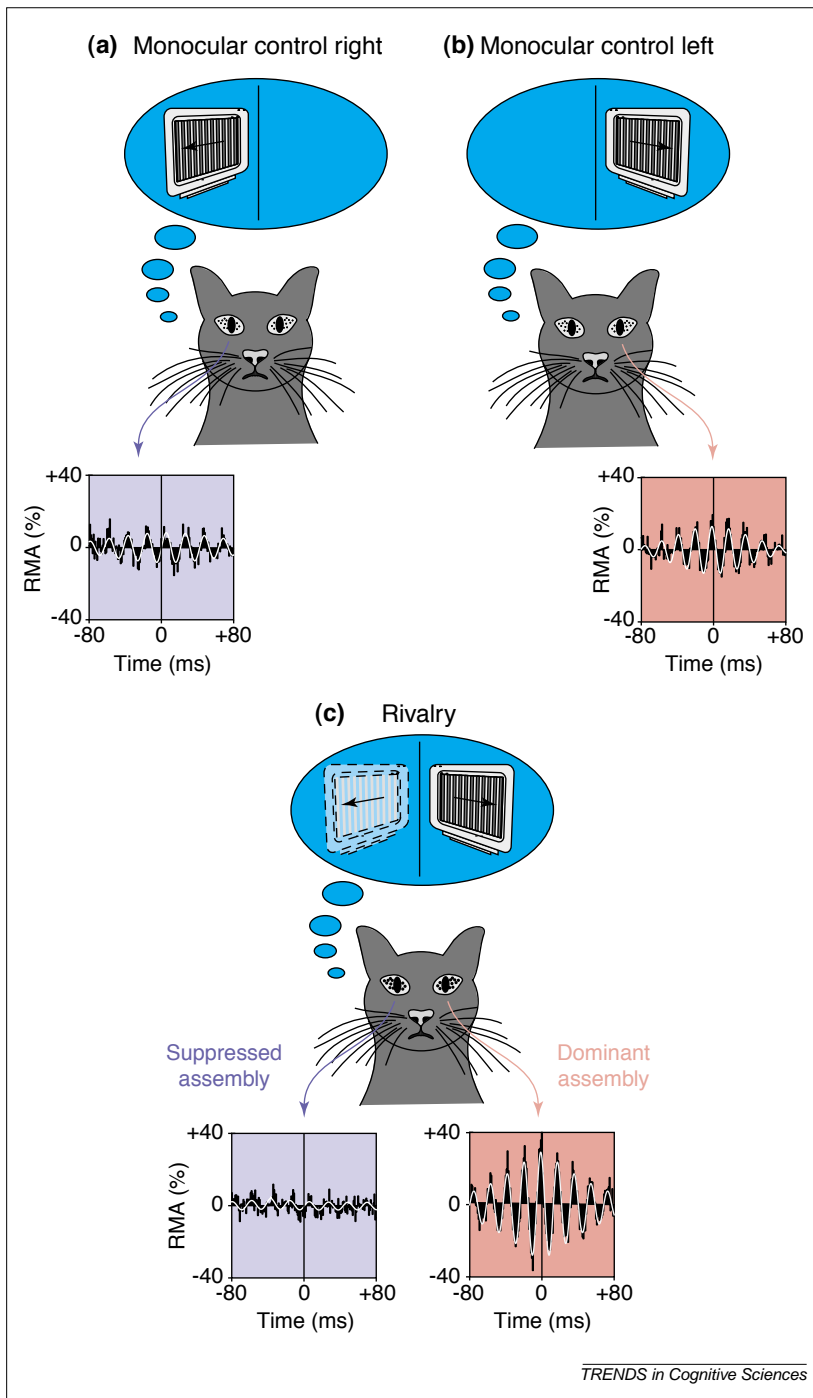 (a) Monocular control right
(b) Monocular control left
+40
0
-40
RMA (%)
-80 0 +80
Time (ms)
+40
0
-40
RMA (%)
-80 0 +80
Time (ms)
(c) Rivalry
Suppressed
assembly
Dominant
assembly
+40
0
-40
RMA (%)
-80 0 +80
Time (ms)
+40
0
-40
-80 0 +80
Time (ms)
TRENDS in Cognitive Sciences